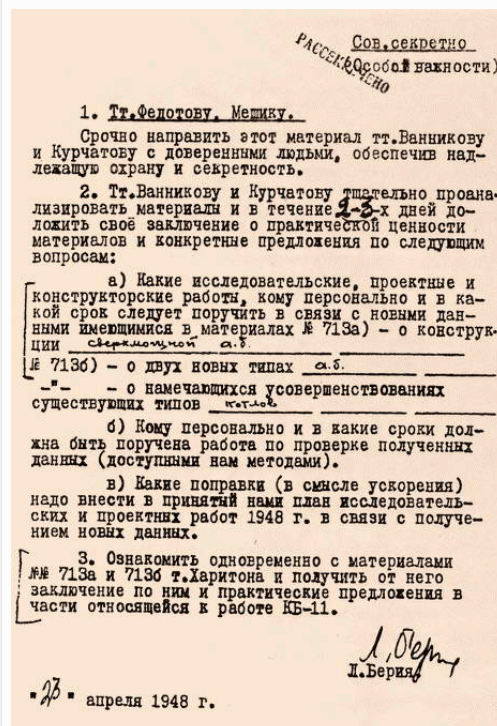 Сов.секретно
(Особой важности)
РАССЕКРЕЧЕНО
1. Тт.Федотову, Мешику.
Срочно направить этот материал тт.Ванникову
и Курчатову с доверенными людьми, обеспечив над-
лежащую охрану и секретность.
2. Тт.Ванникову и Курчатову тщательно проана-
лизировать материалы и в течение 2-3-х дней до-
ложить своё заключение о практической ценности
материалов и конкретные предложения по следующим
вопросам:
а) Какие исследовательские, проектные и
конструкторские работы, кому персонально и в ка-
кой срок следует поручить в связи с новыми дан-
ными имеющимися в материалах № 713а) – о конструк-
ции сверхмощной а.б.
№ 713б) – о двух новых типах а.б.
–"– – о намечающихся усовершенствованиях
существующих типов котлов
б) Кому персонально и в какие сроки дол-
жна быть поручена работа по проверке полученных
данных (доступными нам методами).
в) Какие поправки (в смысле ускорения)
надо внести в принятый нами план исследователь-
ских и проектных работ 1948 г. в связи с получе-
нием новых данных.
3. Ознакомить одновременно с материалами
№№ 713а и 713б т.Харитона и получить от него
заключение по ним и практические предложения в
части относящейся к работе КБ-11.
Л. Берия
Л.Берия
"23" апреля 1948 г.